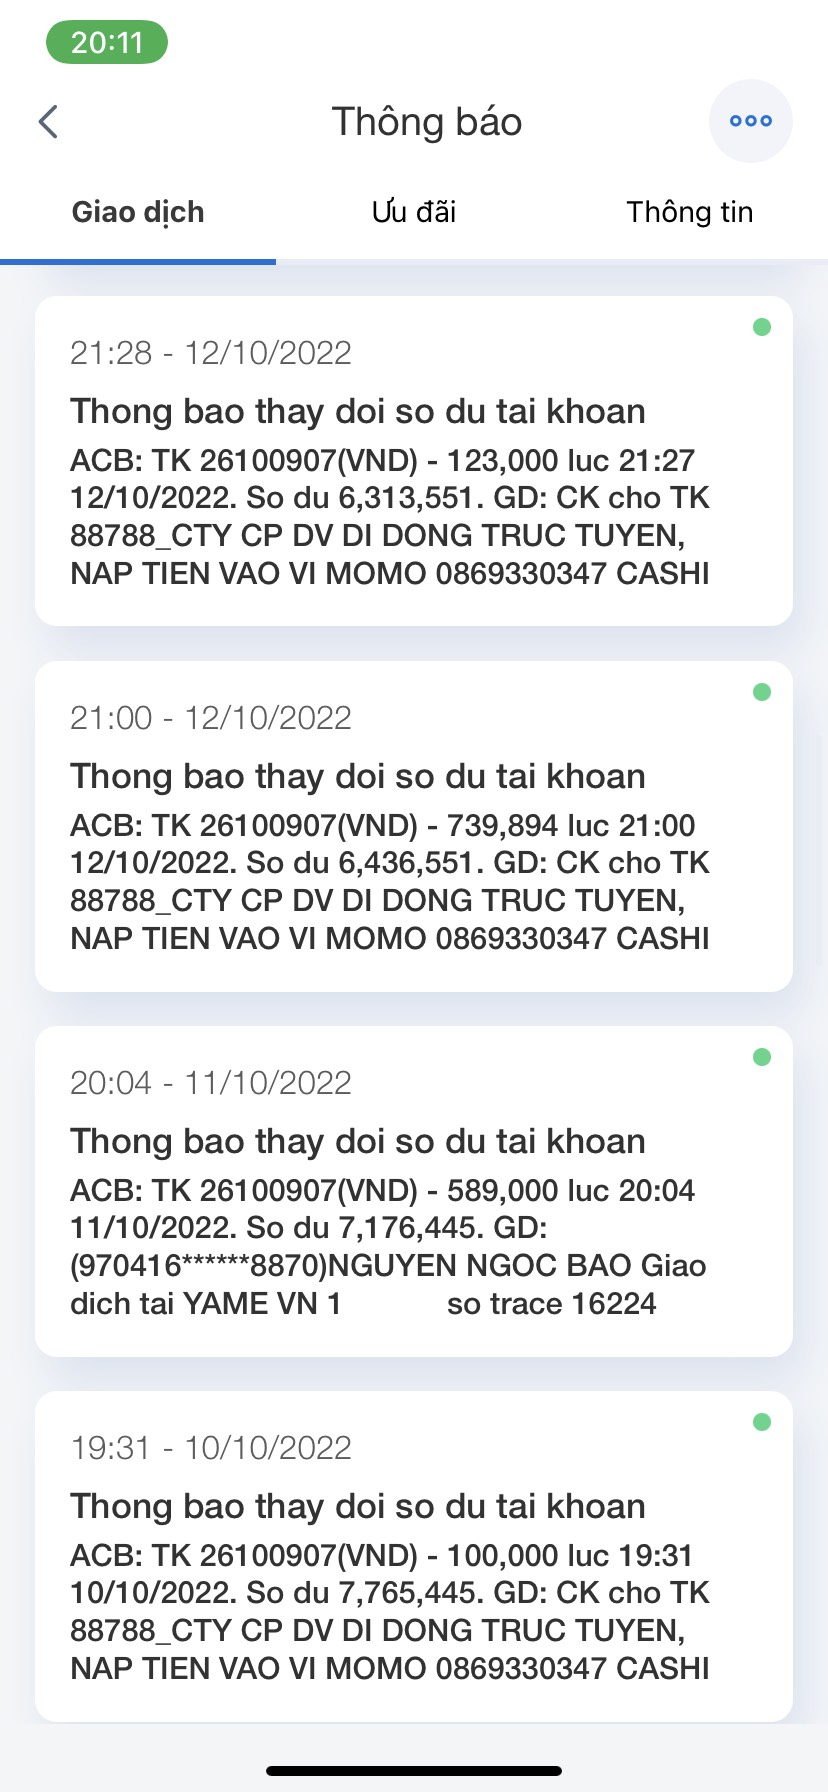 20:11
Thông báo
Giao dịch
Ưu đãi
Thông tin
21:28 - 12/10/2022
Thong bao thay doi so du tai khoan
ACB: TK 26100907(VND) - 123,000 luc 21:27
12/10/2022. So du 6,313,551. GD: CK cho TK
88788_CTY CP DV DI DONG TRUC TUYEN,
NAP TIEN VAO VI MOMO 0869330347 CASHI
21:00 - 12/10/2022
Thong bao thay doi so du tai khoan
ACB: TK 26100907(VND) - 739,894 luc 21:00
12/10/2022. So du 6,436,551. GD: CK cho TK
88788_CTY CP DV DI DONG TRUC TUYEN,
NAP TIEN VAO VI MOMO 0869330347 CASHI
20:04 - 11/10/2022
Thong bao thay doi so du tai khoan
ACB: TK 26100907(VND) - 589,000 luc 20:04
11/10/2022. So du 7,176,445. GD:
(970416******8870)NGUYEN NGOC BAO Giao
dich tai YAME VN 1 so trace 16224
19:31 - 10/10/2022
Thong bao thay doi so du tai khoan
ACB: TK 26100907(VND) - 100,000 luc 19:31
10/10/2022. So du 7,765,445. GD: CK cho TK
88788_CTY CP DV DI DONG TRUC TUYEN,
NAP TIEN VAO VI MOMO 0869330347 CASHI